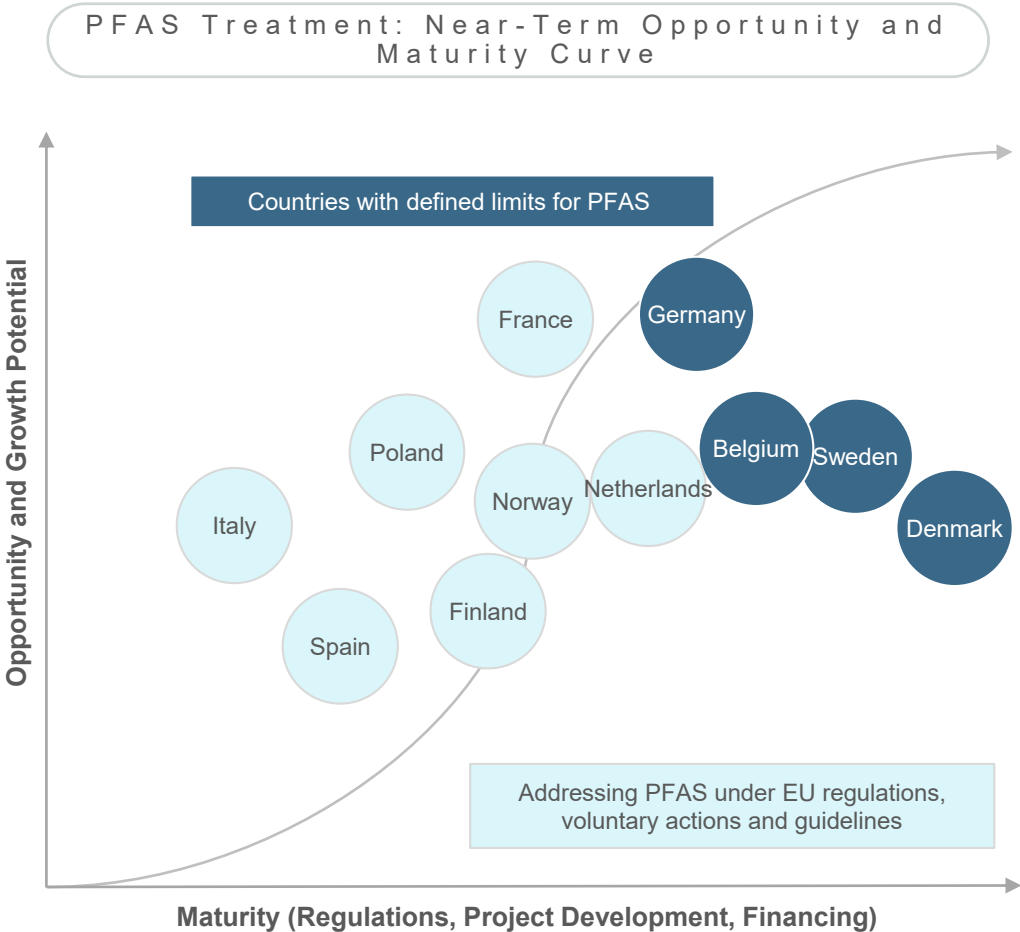 PFAS Treatment: Near-Term Opportunity and
Maturity Curve
Countries with defined limits for PFAS
Opportunity and Growth Potential
France
Germany
Poland
Belgium
Sweden
Norway
Netherlands
Italy
Denmark
Finland
Spain
Addressing PFAS under EU regulations,
voluntary actions and guidelines
Maturity (Regulations, Project Development, Financing)